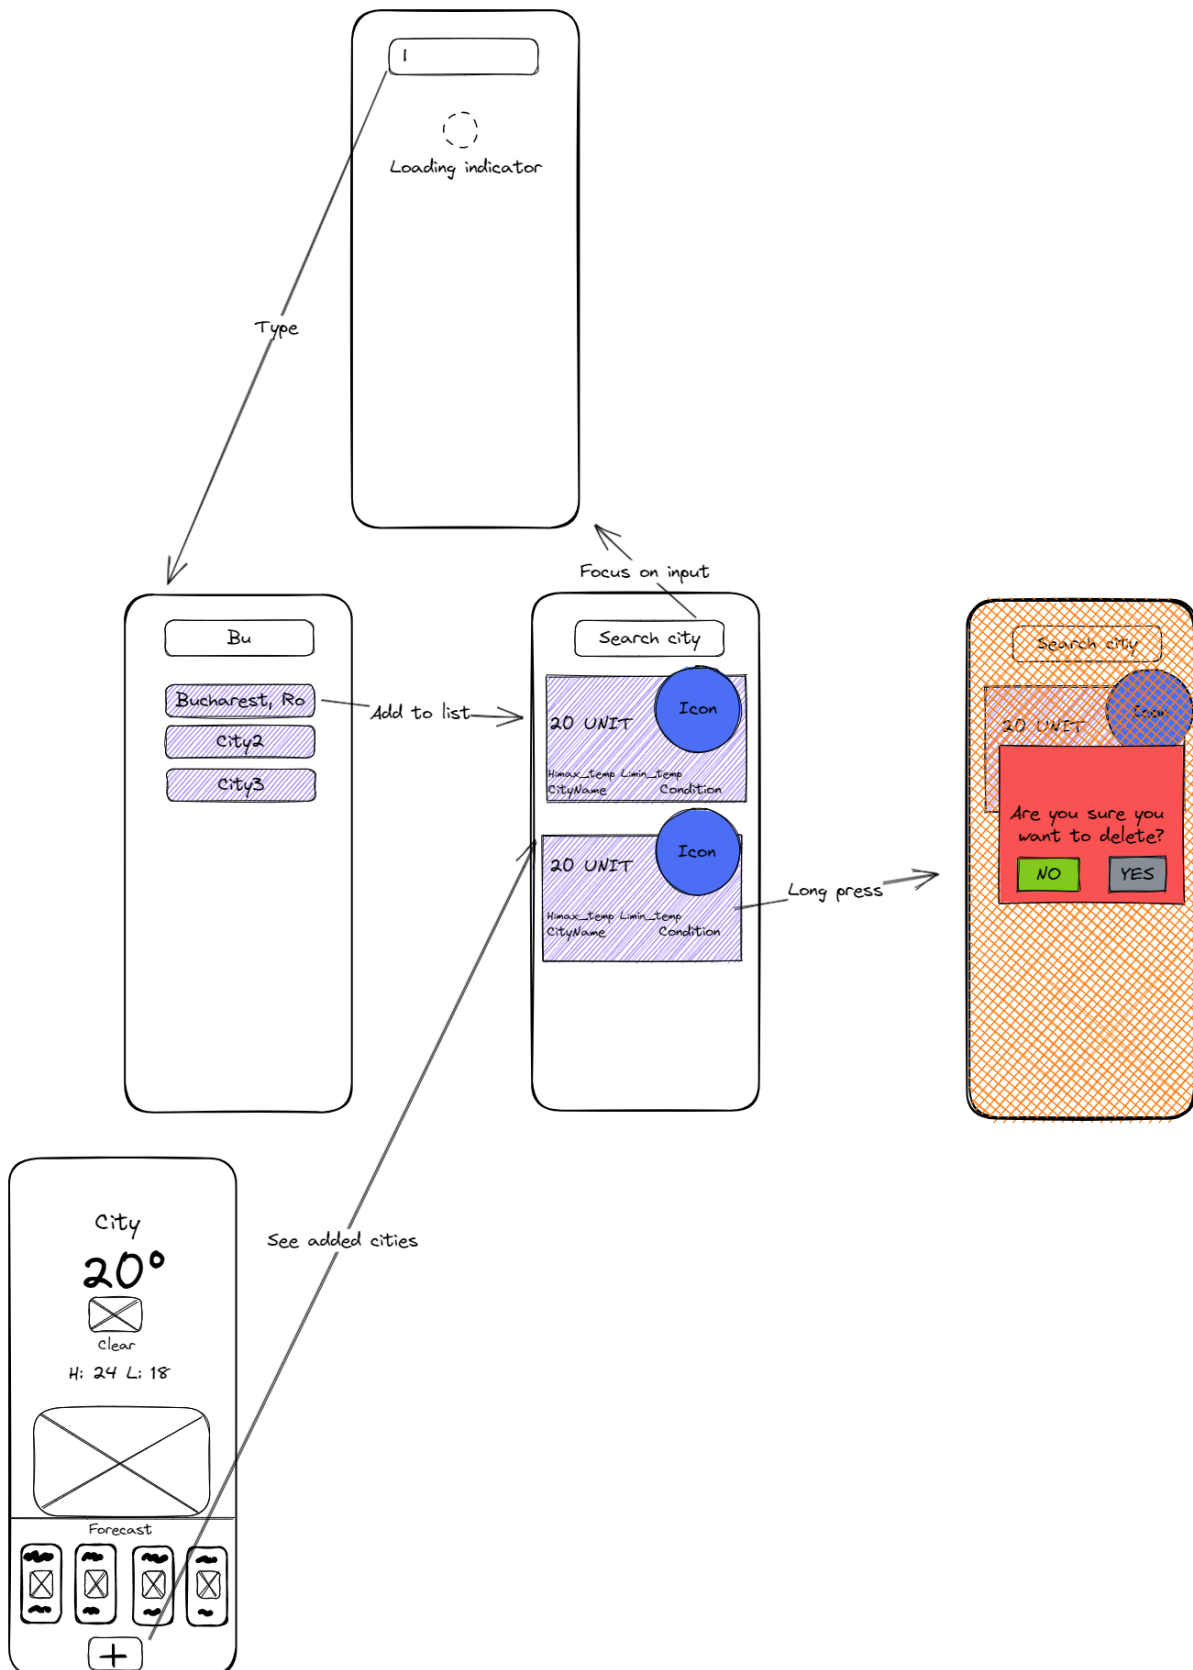 Loading indicator
Type
Focus on input
Bu
Bucharest, Ro
City2
City3
Add to list
Search city
Icon
20 UNIT
H:max_temp L:min_temp
CityName Condition
Icon
20 UNIT
H:max_temp L:min_temp
CityName Condition
Long press
Search city
Icon
20 UNIT
Are you sure you
want to delete?
NO YES
See added cities
City
20°
Clear
H: 24 L: 18
Forecast
+